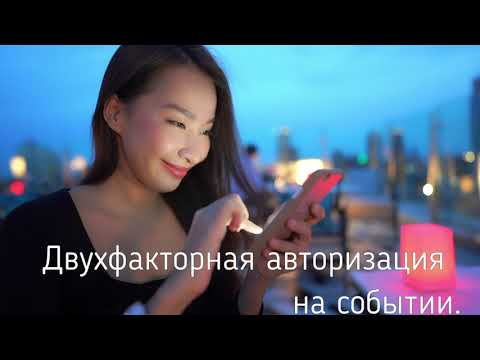 Двухфакторная авторизация
на событии.